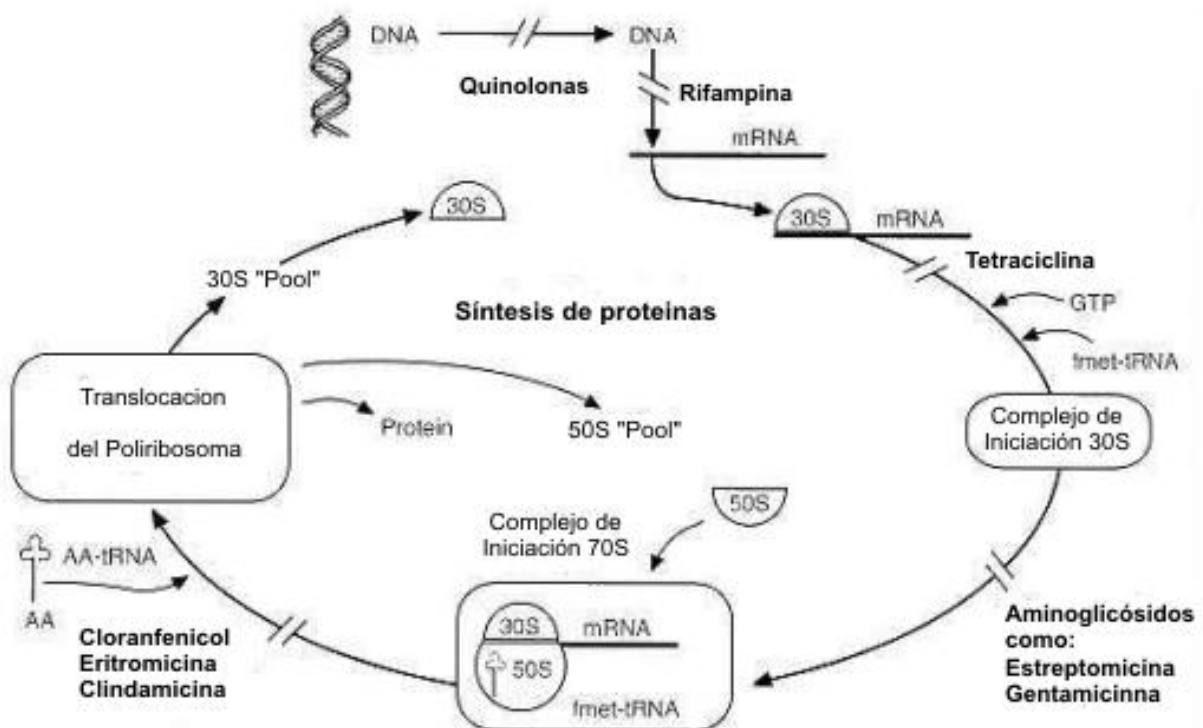 DNA
DNA
Quinolonas
Rifampina
mRNA
30S
30S
mRNA
Tetraciclina
30S "Pool"
GTP
Síntesis de proteinas
fmet-tRNA
Translocacion
del Poliribosoma
Protein
50S "Pool"
Complejo de
Iniciación 30S
50S
Complejo de
Iniciación 70S
AA-tRNA
AA
30S
mRNA
50S
fmet-tRNA
Cloranfenicol
Eritromicina
Clindamicina
Aminoglicósidos
como:
Estreptomicina
Gentamicinna